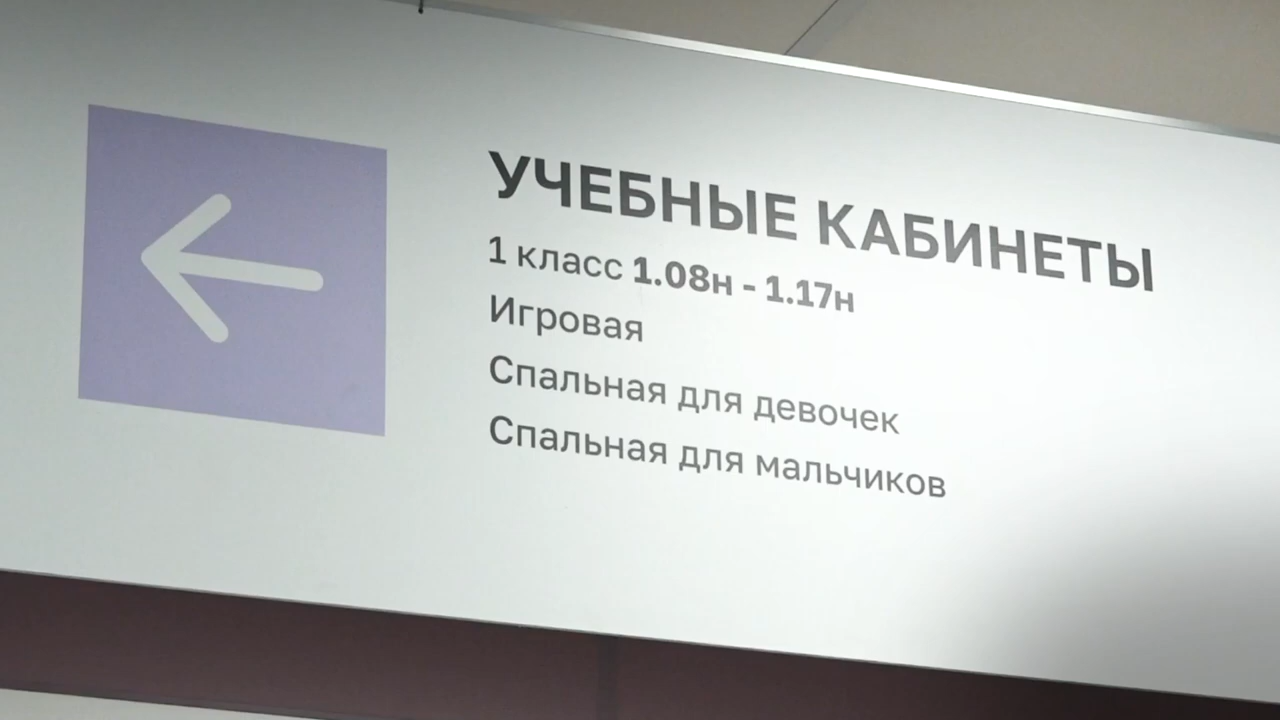 УЧЕБНЫЕ КАБИНЕТЫ
1 класс 1.08н - 1.17н
Игровая
Спальная для девочек
Спальная для мальчиков